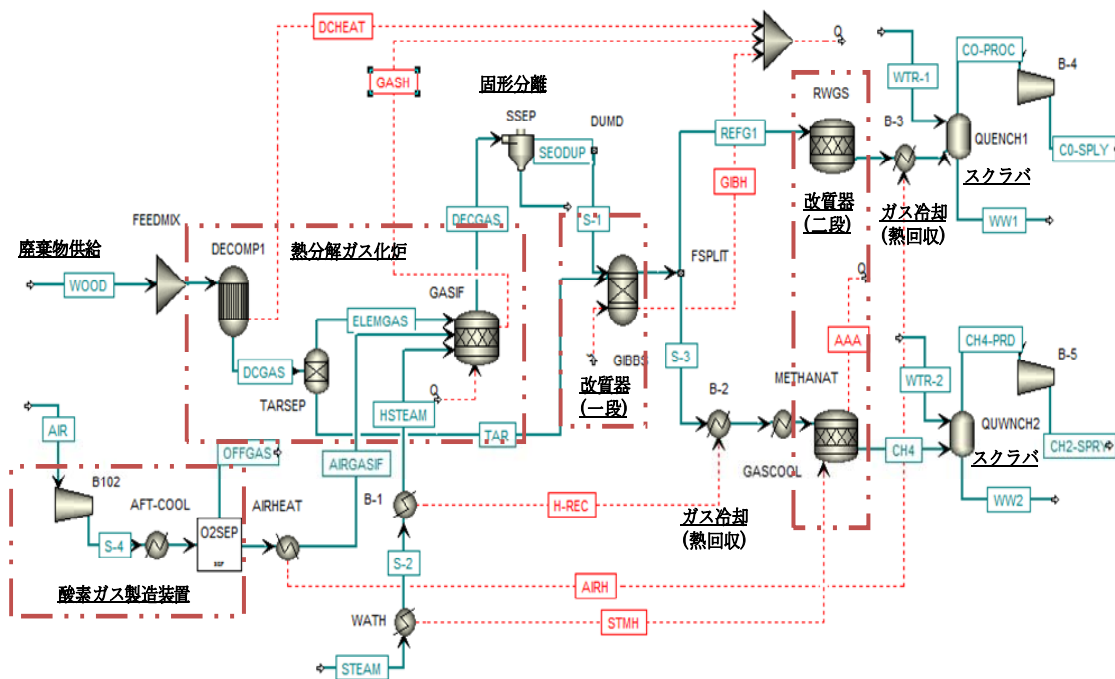 DCHEAT
Q
CO-PROC
B-4
WTR-1
GASH
固形分離
RWGS
SSEP
DUMD
B-3
QUENCH1
SEODUP
REFG1
C0-SPLY
GIBH
スクラバ
DECGAS
S-1
改質器
(二段)
ガス冷却
(熱回収)
WW1
FEEDMIX
廃棄物供給
DECOMP1
熱分解ガス化炉
FSPLIT
WOOD
GASIF
Q
ELEMGAS
CH4-PRD
B-5
S-3
AAA
GIBBS
WTR-2
DCGAS
改質器
(一段)
B-2
METHANAT
TARSEP
HSTEAM
Q
QUWNCH2
AIR
TAR
CH4
CH2-SPRY
スクラバ
OFFGAS
AIRGASIF
GASCOOL
B102
B-1
WW2
AFT-COOL
AIRHEAT
H-REC
ガス冷却
(熱回収)
S-4
O2SEP
S-2
酸素ガス製造装置
AIRH
WATH
STMH
STEAM